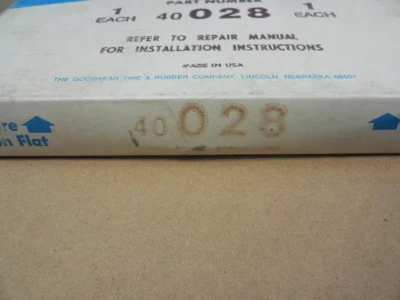 PART NUMBER
1 EACH 40 028 1 EACH
REFER TO REPAIR MANUAL
FOR INSTALLATION INSTRUCTIONS
MADE IN USA
THE GOODYEAR TIRE & RUBBER COMPANY, LINCOLN, NEBRASKA
40 028
on Flat